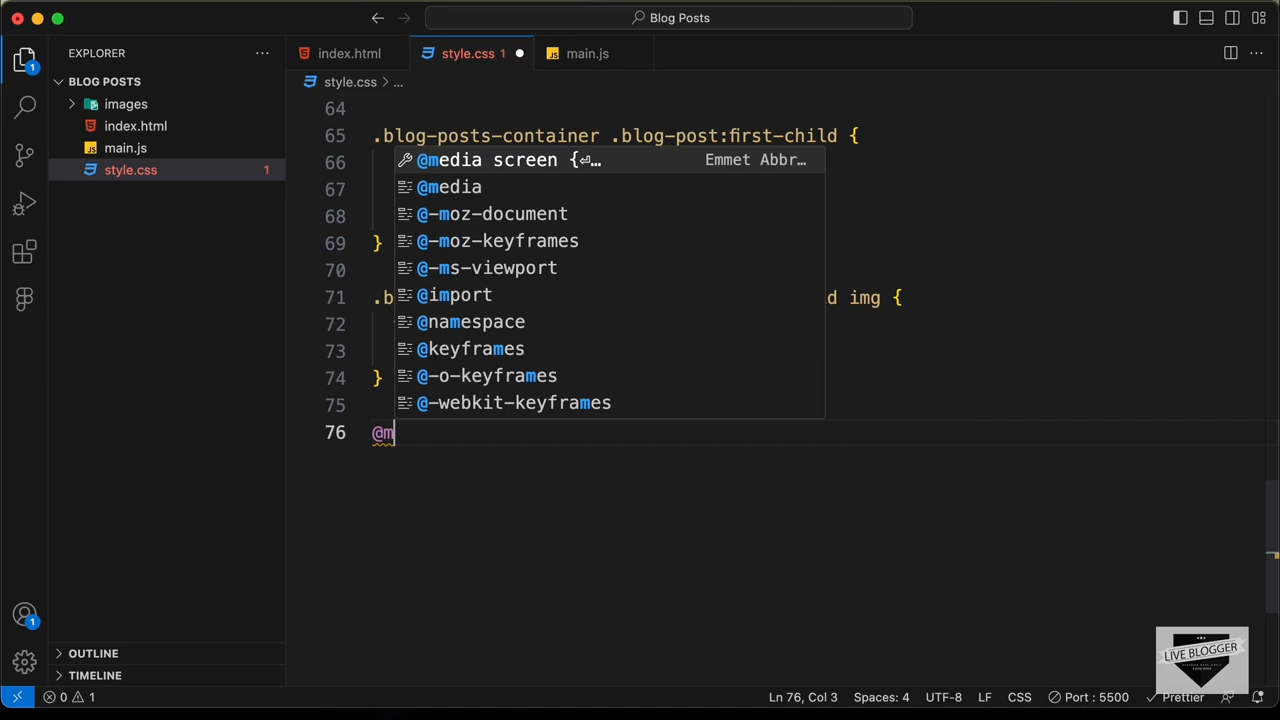 Blog Posts
EXPLORER
BLOG POSTS
images
index.html
main.js
style.css 1
index.html
style.css 1
main.js
style.css > ...
64
65 .blog-posts-container .blog-post:first-child {
66
67
68
69 }
70
71 .b d img {
72
73
74 }
75
76 @m
@media screen {⏎… Emmet Abbr…
@media
@-moz-document
@-moz-keyframes
@-ms-viewport
@import
@namespace
@keyframes
@-o-keyframes
@-webkit-keyframes
1
OUTLINE
TIMELINE
0 1
Ln 76, Col 3
Spaces: 4
UTF-8
LF
CSS
Port : 5500
Prettier
LIVE BLOGGER